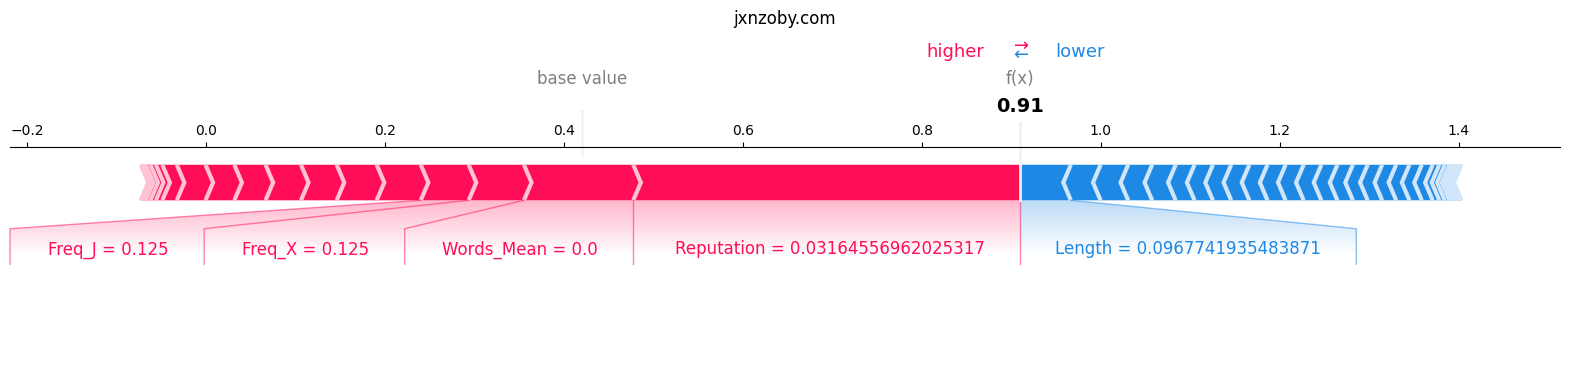 jxnzoby.com
higher ⇄ lower
base value f(x)
0.91
−0.2 0.0 0.2 0.4 0.6 0.8 1.0 1.2 1.4
Freq_J = 0.125 Freq_X = 0.125 Words_Mean = 0.0 Reputation = 0.03164556962025317 Length = 0.0967741935483871